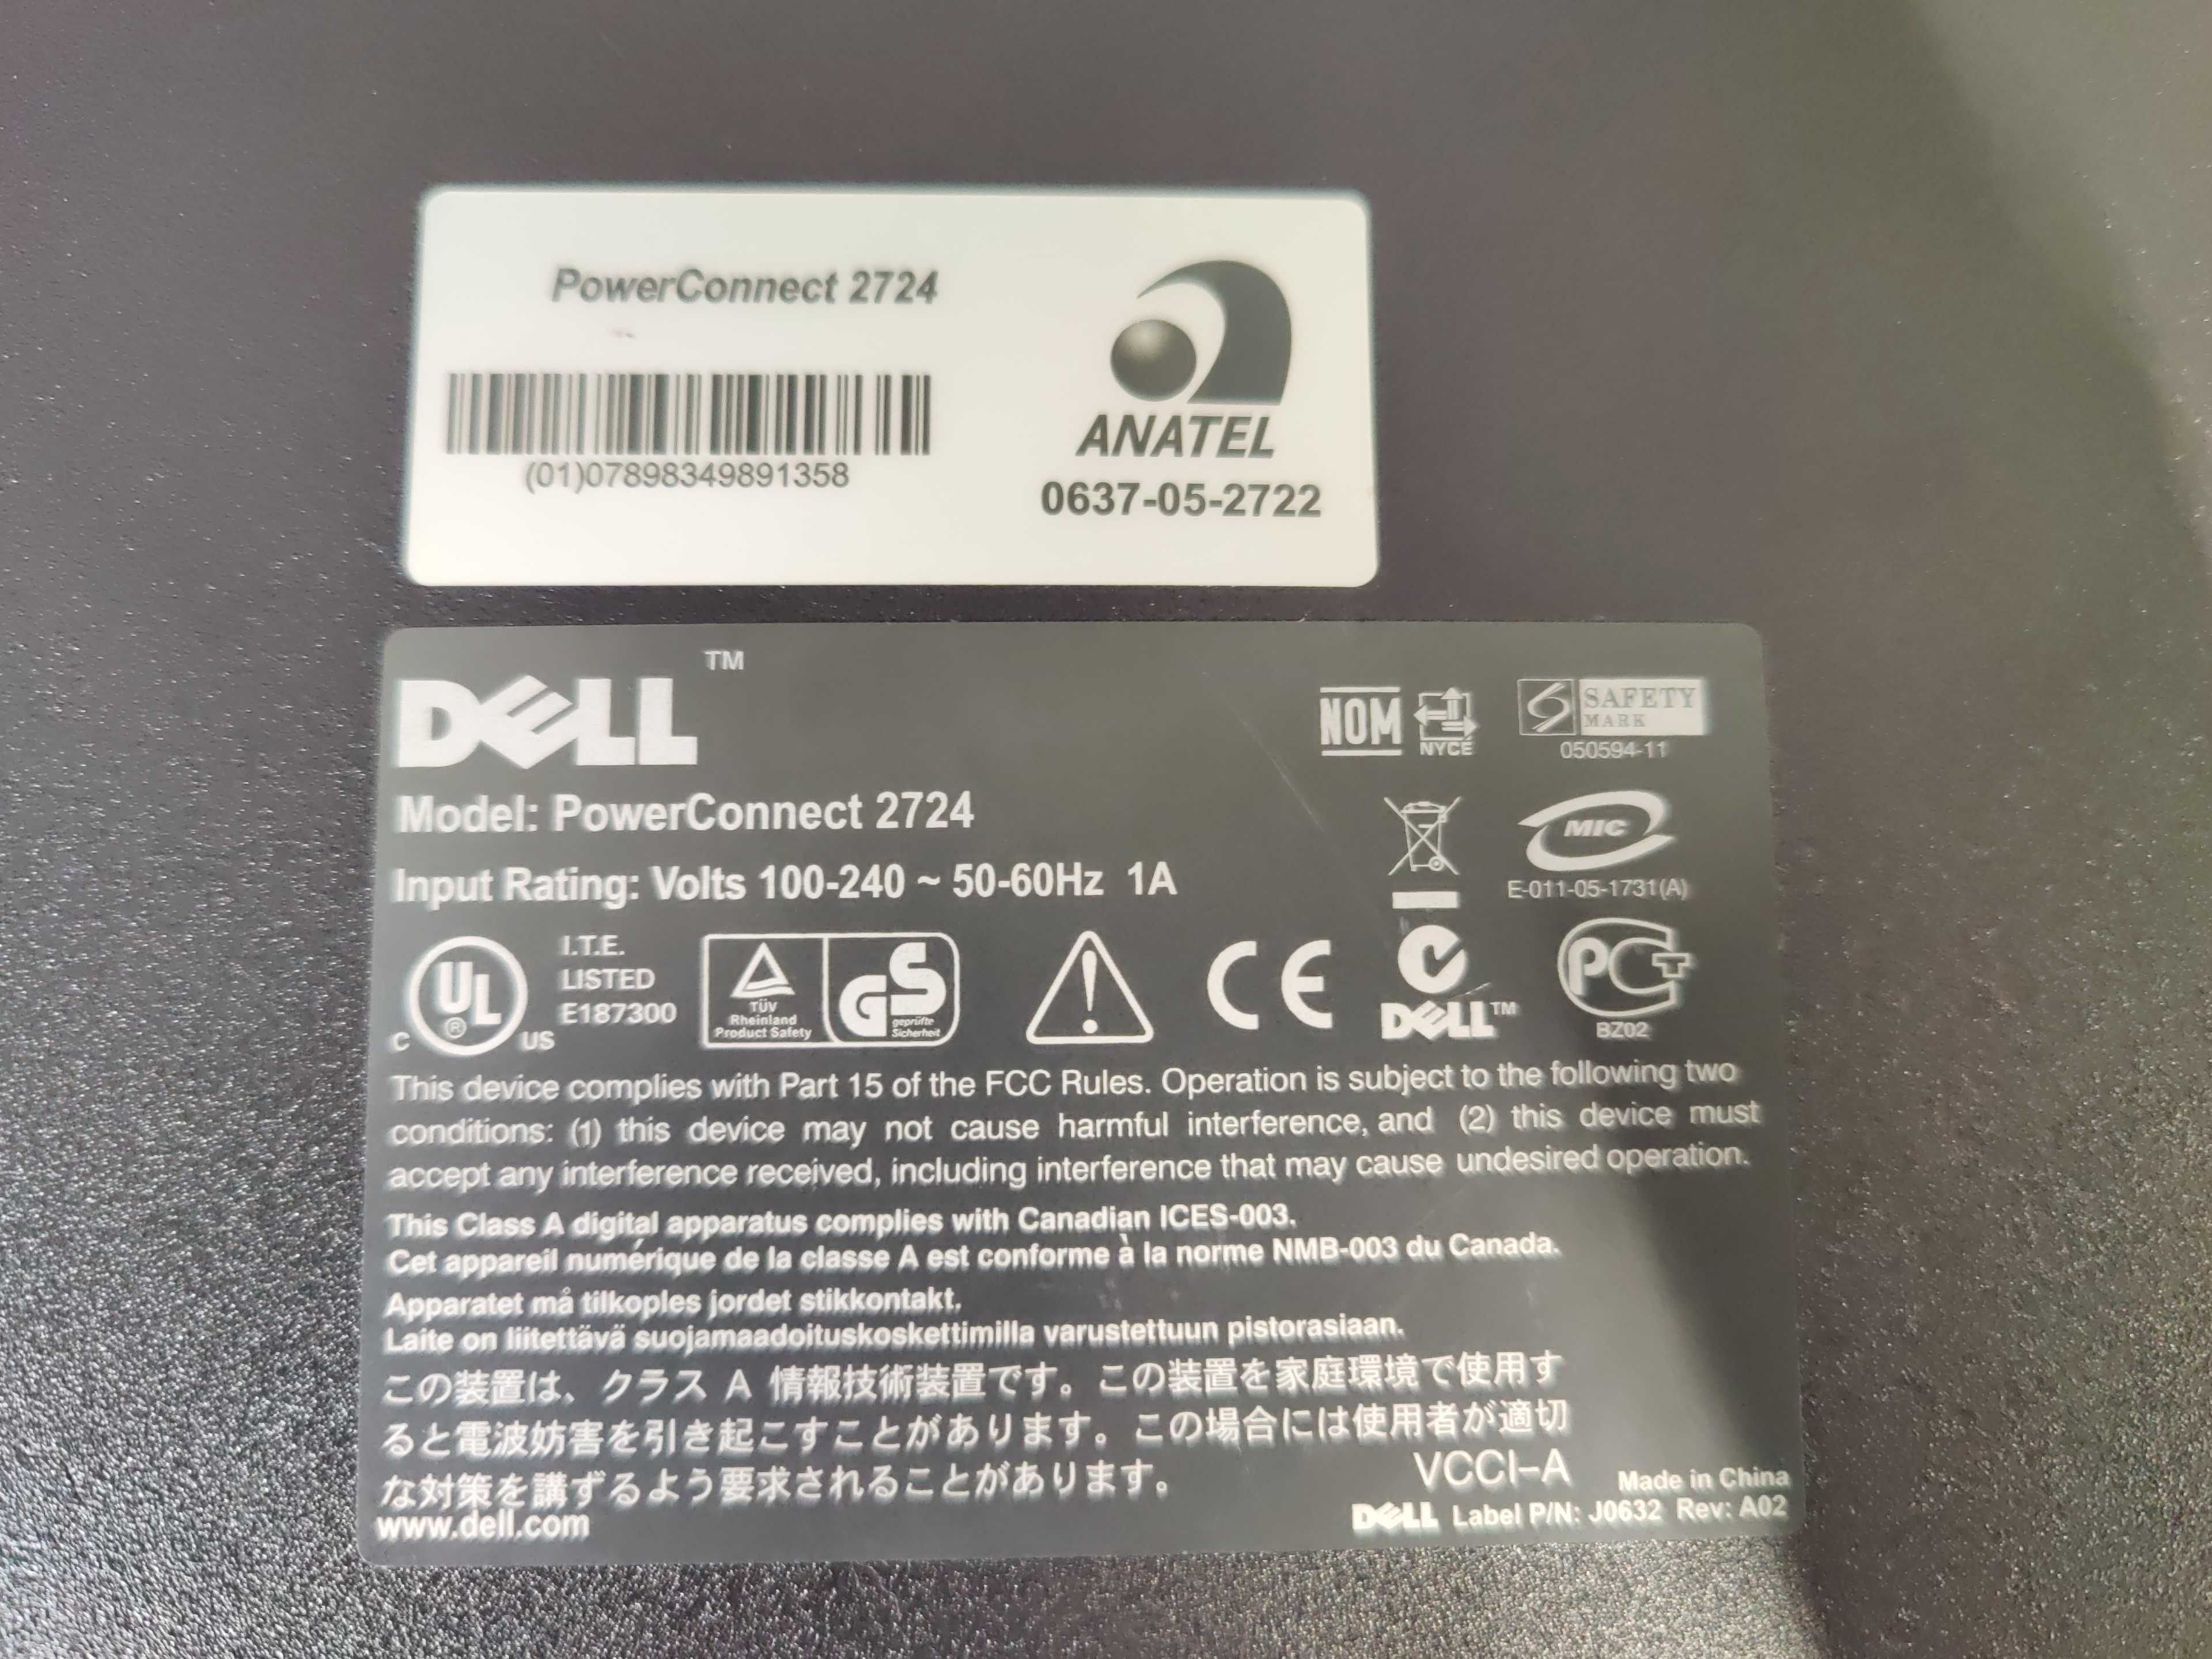 PowerConnect 2724
(01)07898349891358
ANATEL
0637-05-2722
DELL™
Model: PowerConnect 2724
Input Rating: Volts 100-240 ~ 50-60Hz 1A
NOM
NYCE
SAFETY
MARK
050594-11
MIC
E-011-05-1731(A)
C UL ® US
I.T.E.
LISTED
E187300
TÜV
Rheinland
Product Safety
GS
geprüfte
Sicherheit
CE
DELL™
PCT
BZ02
This device complies with Part 15 of the FCC Rules. Operation is subject to the following two
conditions: (1) this device may not cause harmful interference, and (2) this device must
accept any interference received, including interference that may cause undesired operation.
This Class A digital apparatus complies with Canadian ICES-003.
Cet appareil numérique de la classe A est conforme à la norme NMB-003 du Canada.
Apparatet må tilkoples jordet stikkontakt.
Laite on liitettävä suojamaadoituskoskettimilla varustettuun pistorasiaan.
この装置は、クラス A 情報技術装置です。この装置を家庭環境で使用す
ると電波妨害を引き起こすことがあります。この場合には使用者が適切
な対策を講ずるよう要求されることがあります。
VCCI-A
www.dell.com
Made in China
DELL Label P/N: J0632 Rev: A02